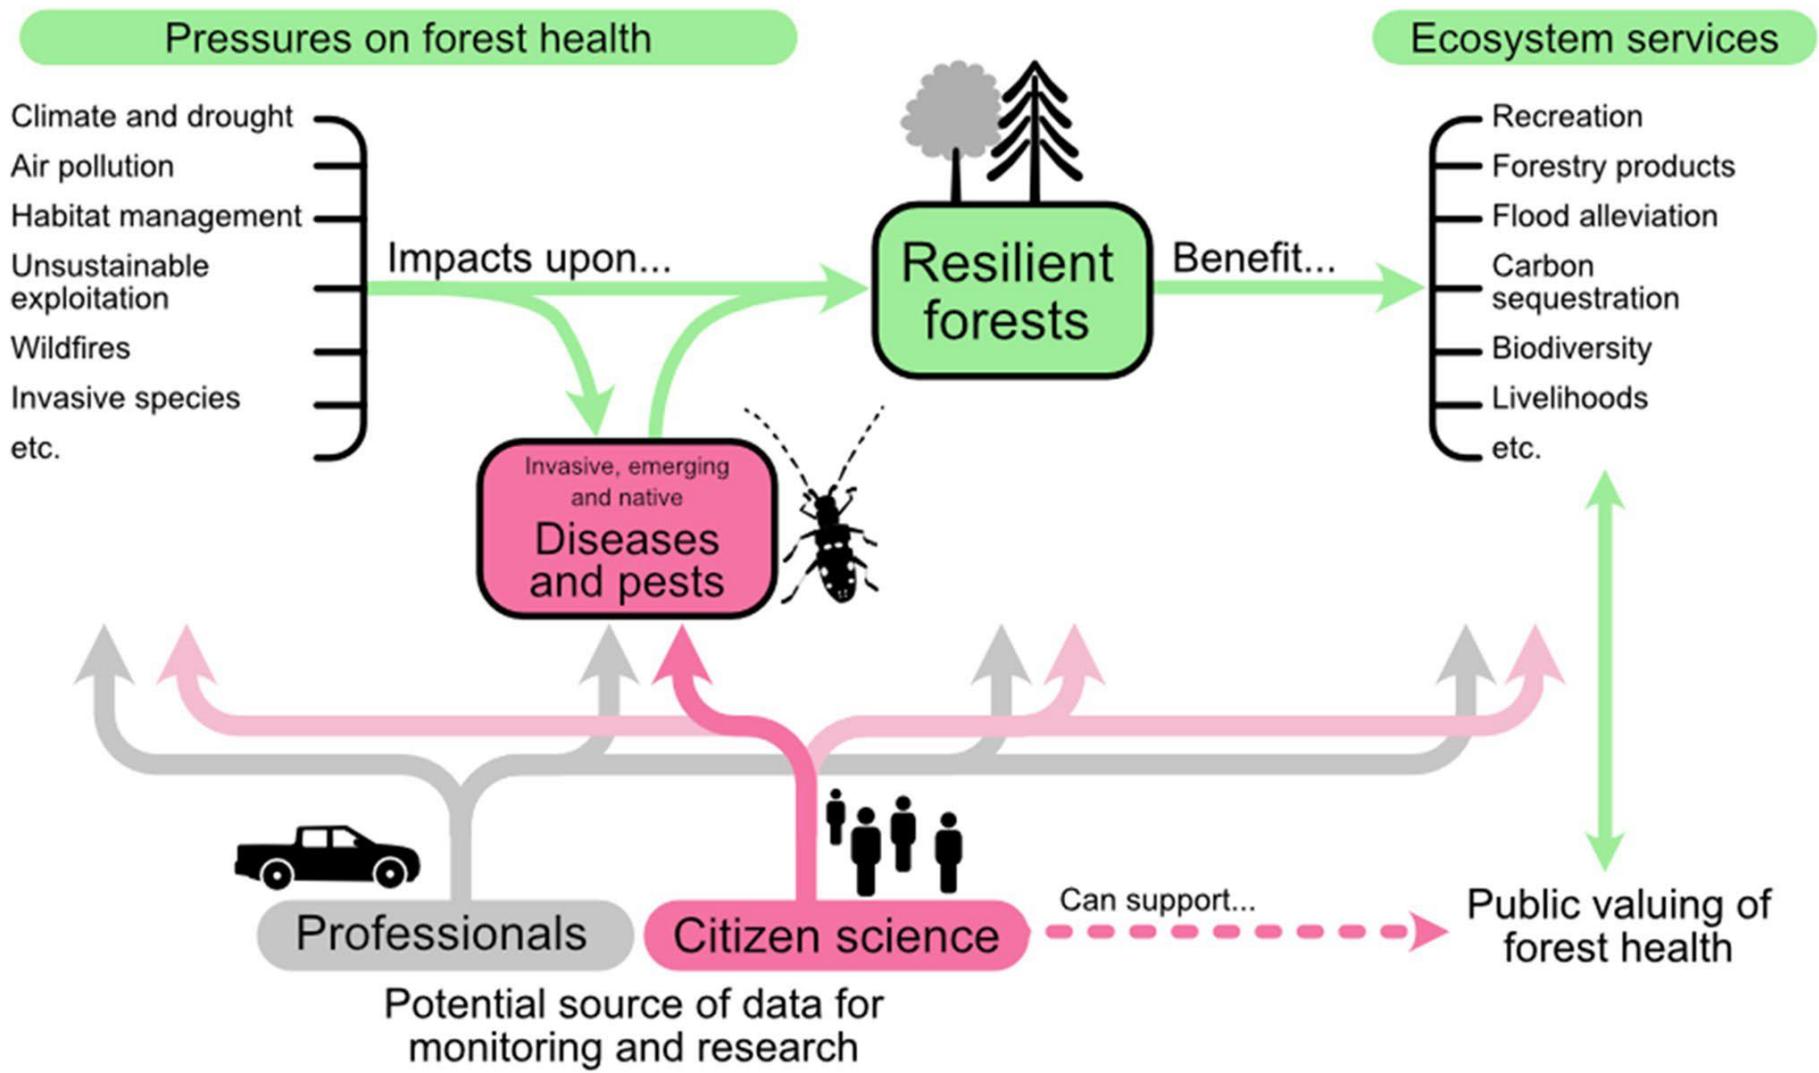 Pressures on forest health
Climate and drought
Air pollution
Habitat management
Unsustainable
exploitation
Wildfires
Invasive species
etc.
Impacts upon...
Resilient
forests
Benefit...
Ecosystem services
Recreation
Forestry products
Flood alleviation
Carbon
sequestration
Biodiversity
Livelihoods
etc.
Invasive, emerging
and native
Diseases
and pests
Professionals
Citizen science
Can support...
Public valuing of
forest health
Potential source of data for
monitoring and research